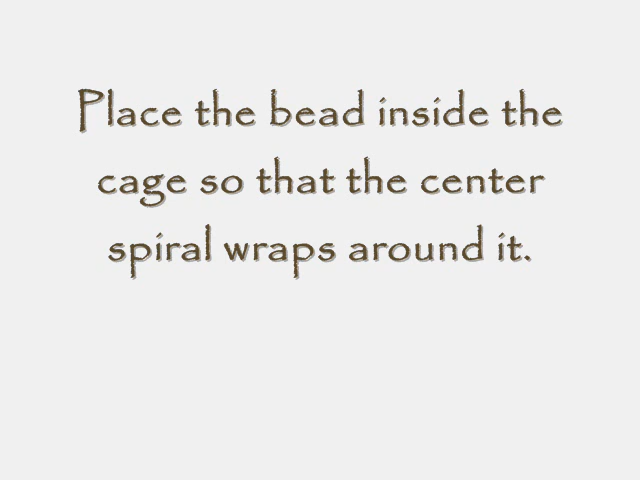 Place the bead inside the
cage so that the center
spiral wraps around it.